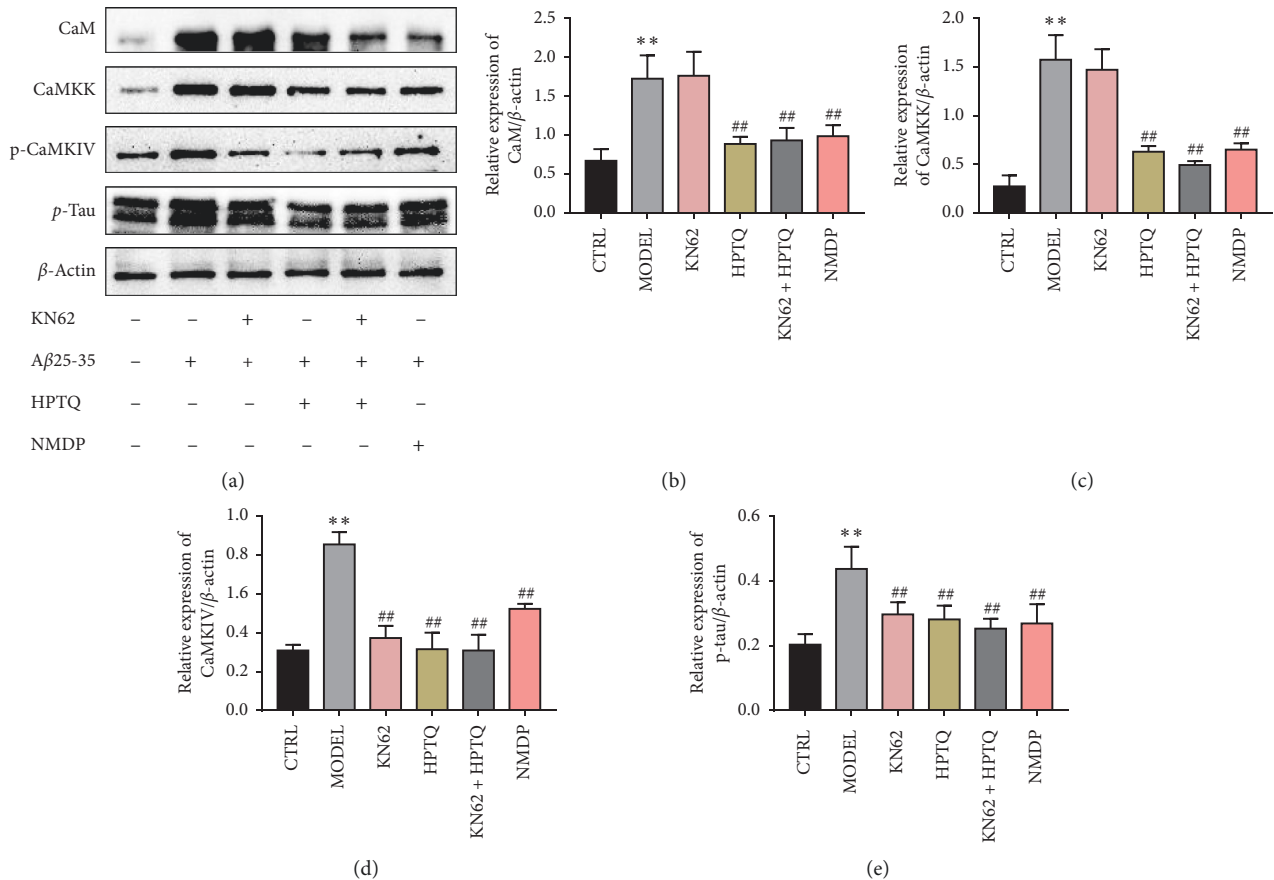 CaM
CaMKK
p-CaMKIV
p-Tau
β-Actin
KN62 – – + – + –
Aβ25-35 – + + + + +
HPTQ – – – + + –
NMDP – – – – – +
(a)
Relative expression of
CaM/β-actin
2.5
2.0
1.5
1.0
0.5
0.0
**
##
##
##
CTRL
MODEL
KN62
HPTQ
KN62 + HPTQ
NMDP
(b)
Relative expression
of CaMKK/β-actin
2.0
1.5
1.0
0.5
0.0
**
##
##
##
CTRL
MODEL
KN62
HPTQ
KN62 + HPTQ
NMDP
(c)
Relative expression of
CaMKIV/β-actin
1.0
0.8
1.6
0.4
0.2
0.0
**
##
##
##
##
CTRL
MODEL
KN62
HPTQ
KN62 + HPTQ
NMDP
(d)
Relative expression of
p-tau/β-actin
0.6
0.4
0.2
0.0
**
##
##
##
##
CTRL
MODEL
KN62
HPTQ
KN62 + HPTQ
NMDP
(e)